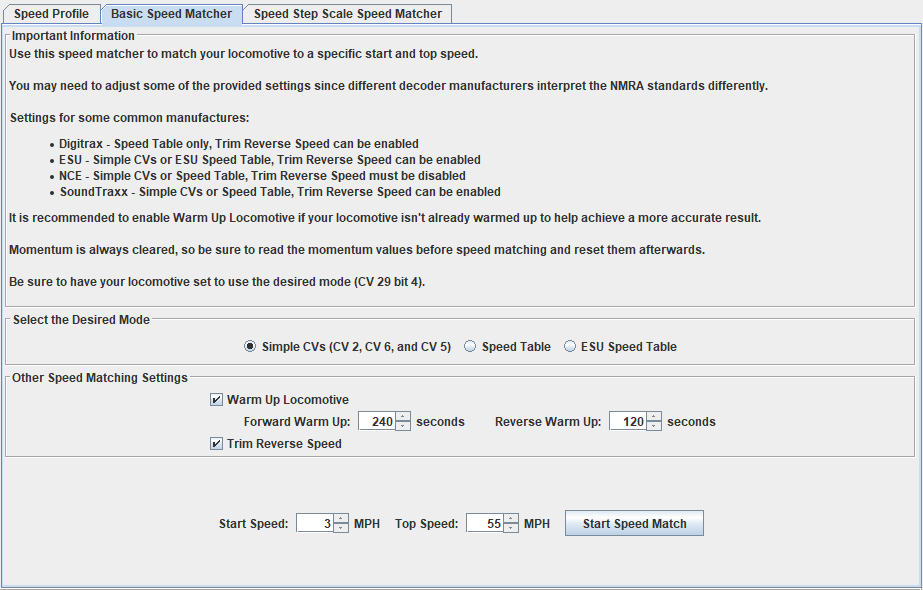 Speed Profile Basic Speed Matcher Speed Step Scale Speed Matcher
Important Information
Use this speed matcher to match your locomotive to a specific start and top speed.
You may need to adjust some of the provided settings since different decoder manufacturers interpret the NMRA standards differently.
Settings for some common manufactures:
• Digitrax - Speed Table only, Trim Reverse Speed can be enabled
• ESU - Simple CVs or ESU Speed Table, Trim Reverse Speed can be enabled
• NCE - Simple CVs or Speed Table, Trim Reverse Speed must be disabled
• SoundTraxx - Simple CVs or Speed Table, Trim Reverse Speed can be enabled
It is recommended to enable Warm Up Locomotive if your locomotive isn't already warmed up to help achieve a more accurate result.
Momentum is always cleared, so be sure to read the momentum values before speed matching and reset them afterwards.
Be sure to have your locomotive set to use the desired mode (CV 29 bit 4).
Select the Desired Mode
Simple CVs (CV 2, CV 6, and CV 5) Speed Table ESU Speed Table
Other Speed Matching Settings
Warm Up Locomotive
Forward Warm Up: 240 seconds Reverse Warm Up: 120 seconds
Trim Reverse Speed
Start Speed: 3 MPH Top Speed: 55 MPH Start Speed Match